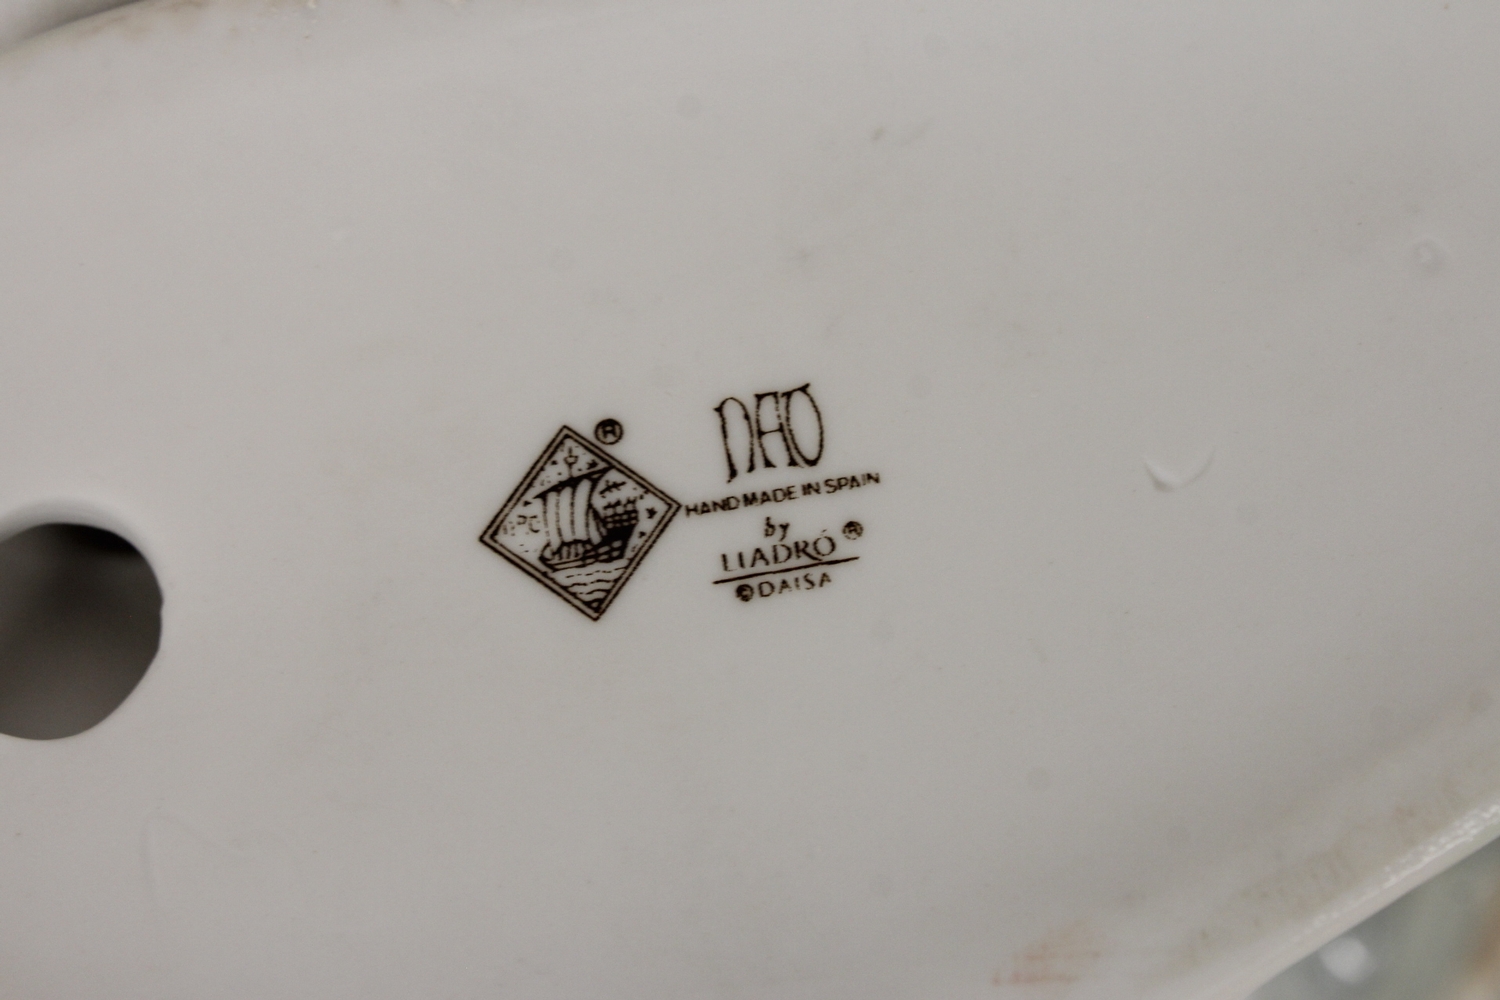 ®
NAO
HAND MADE IN SPAIN
by
LLADRÓ ®
© DAISA